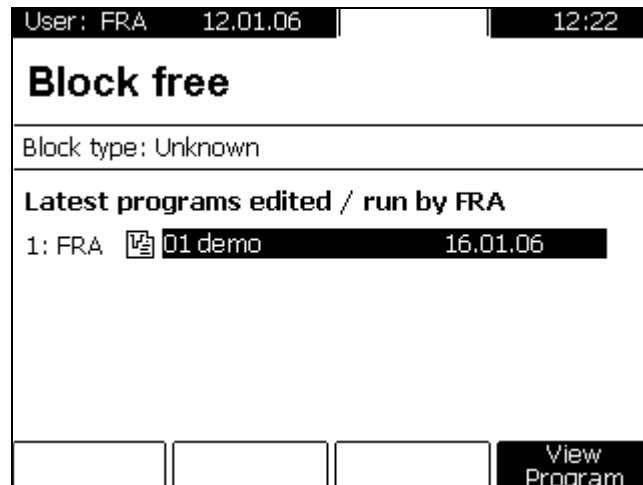 User: FRA 12.01.06 12:22
Block free
Block type: Unknown
Latest programs edited / run by FRA
1: FRA 01 demo 16.01.06
View
Program